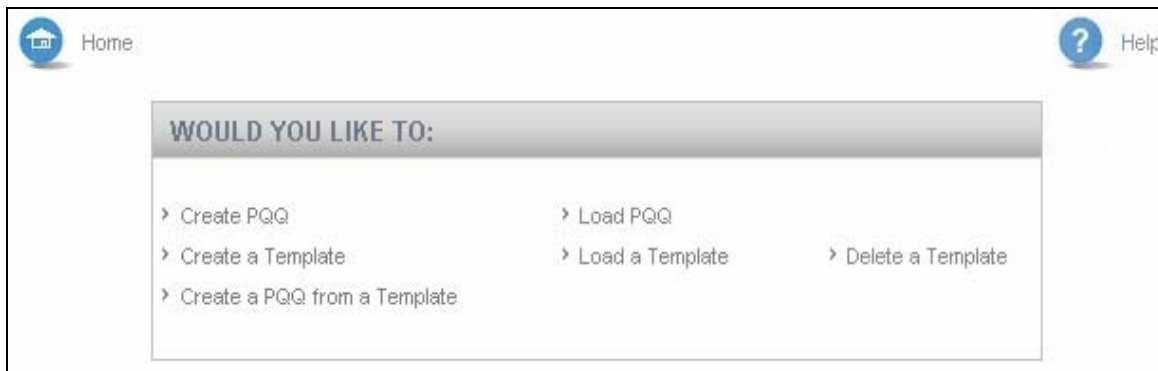 Home
Help
WOULD YOU LIKE TO:
› Create PQQ
› Load PQQ
› Create a Template
› Load a Template
› Delete a Template
› Create a PQQ from a Template